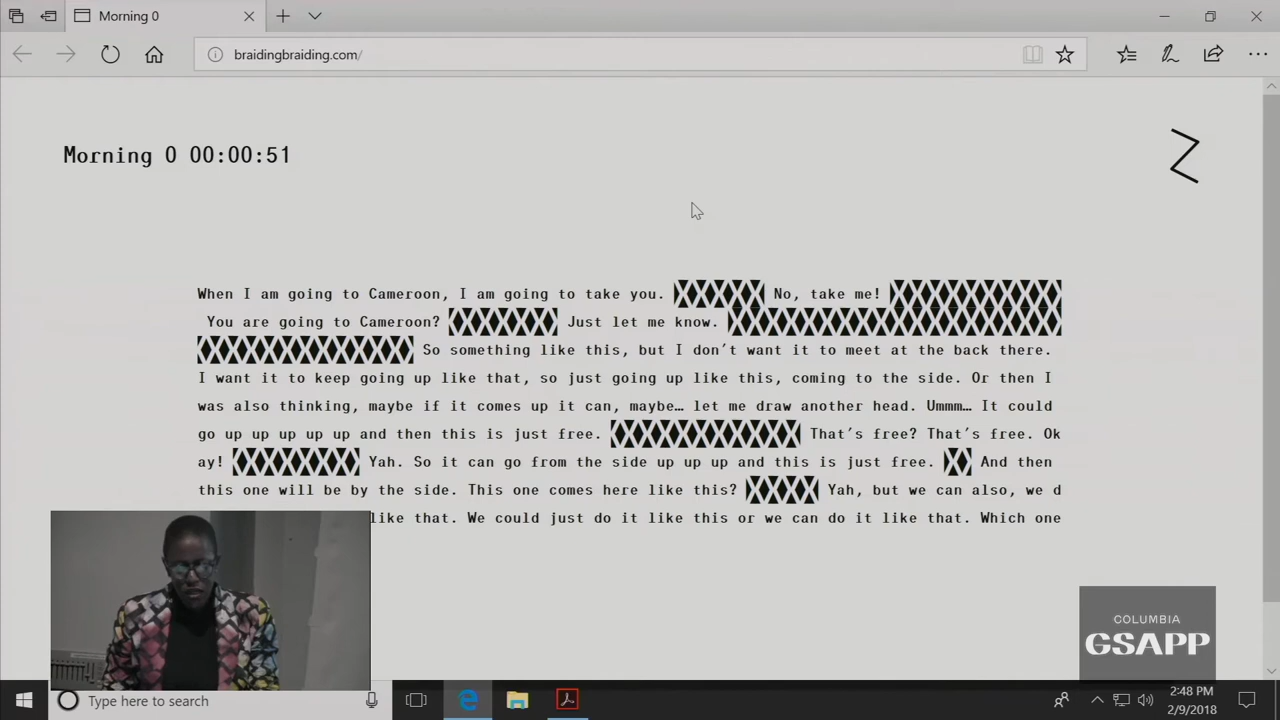 Morning 0
braidingbraiding.com/
Morning 0 00:00:51
When I am going to Cameroon, I am going to take you. No, take me!
You are going to Cameroon? Just let me know.
So something like this, but I don't want it to meet at the back there.
I want it to keep going up like that, so just going up like this, coming to the side. Or then I
was also thinking, maybe if it comes up it can, maybe… let me draw another head. Ummm… It could
go up up up up up and then this is just free. That's free? That's free. Ok
ay! Yah. So it can go from the side up up up and this is just free. And then
this one will be by the side. This one comes here like this? Yah, but we can also, we d
like that. We could just do it like this or we can do it like that. Which one
COLUMBIA
GSAPP
Type here to search
2:48 PM
2/9/2018